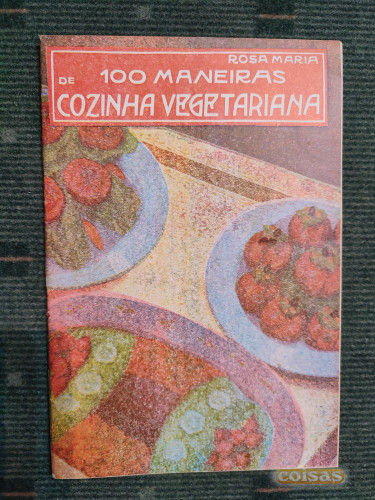 ROSA MARIA
100 MANEIRAS
DE
COZINHA VEGETARIANA
coisas